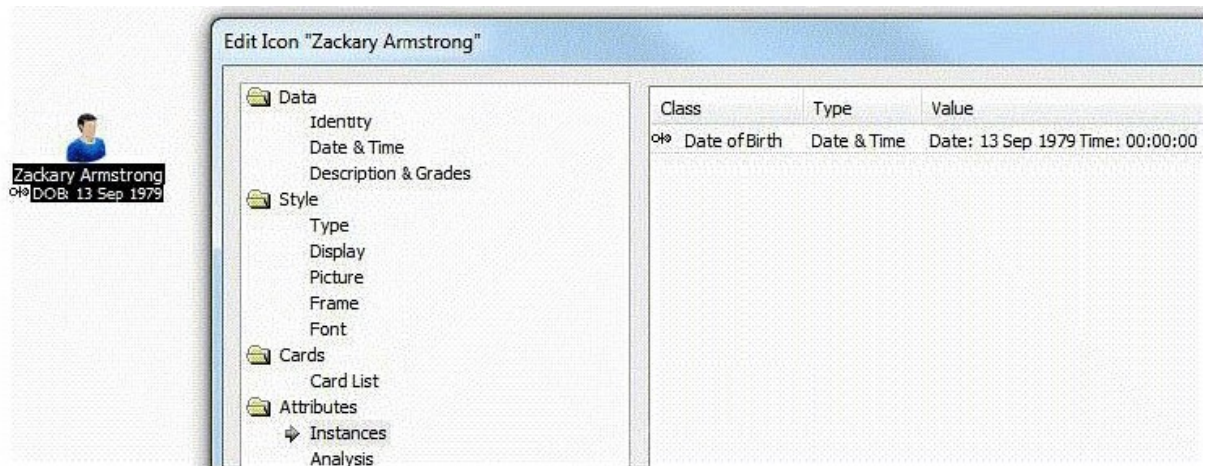 Edit Icon "Zackary Armstrong"
Zackary Armstrong
DOB: 13 Sep 1979
Data
Identity
Date & Time
Description & Grades
Style
Type
Display
Picture
Frame
Font
Cards
Card List
Attributes
Instances
Analysis
Class Type Value
Date of Birth Date & Time Date: 13 Sep 1979 Time: 00:00:00